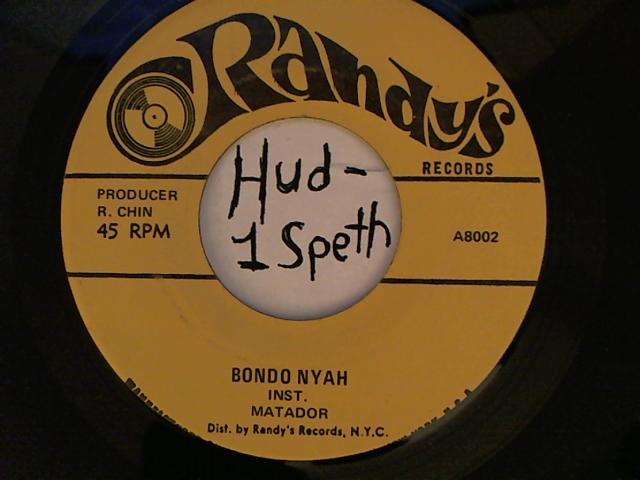 Randy's
RECORDS
PRODUCER
R. CHIN
45 RPM
Hud-
1 Speth
A8002
BONDO NYAH
INST.
MATADOR
Dist. by Randy's Records, N.Y.C.